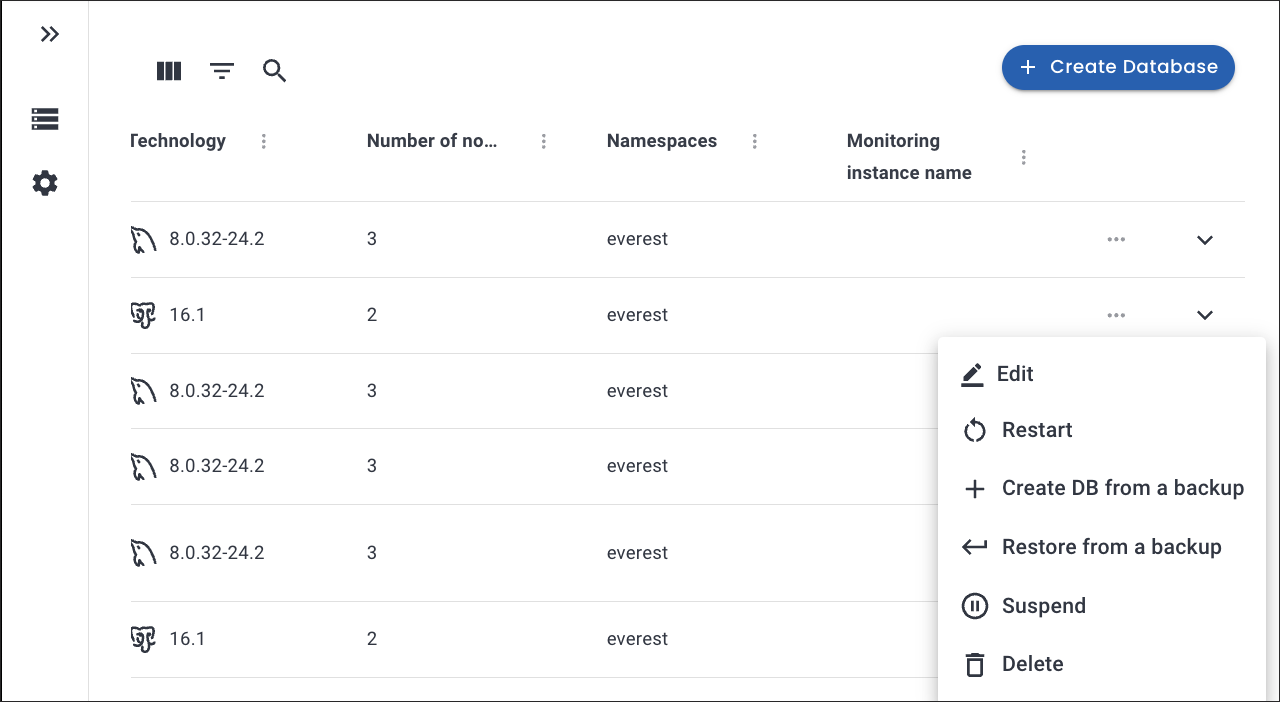 Create Database
Technology Number of no... Namespaces Monitoring
instance name
8.0.32-24.2 3 everest
16.1 2 everest
8.0.32-24.2 3 everest
8.0.32-24.2 3 everest
8.0.32-24.2 3 everest
16.1 2 everest
Edit
Restart
Create DB from a backup
Restore from a backup
Suspend
Delete